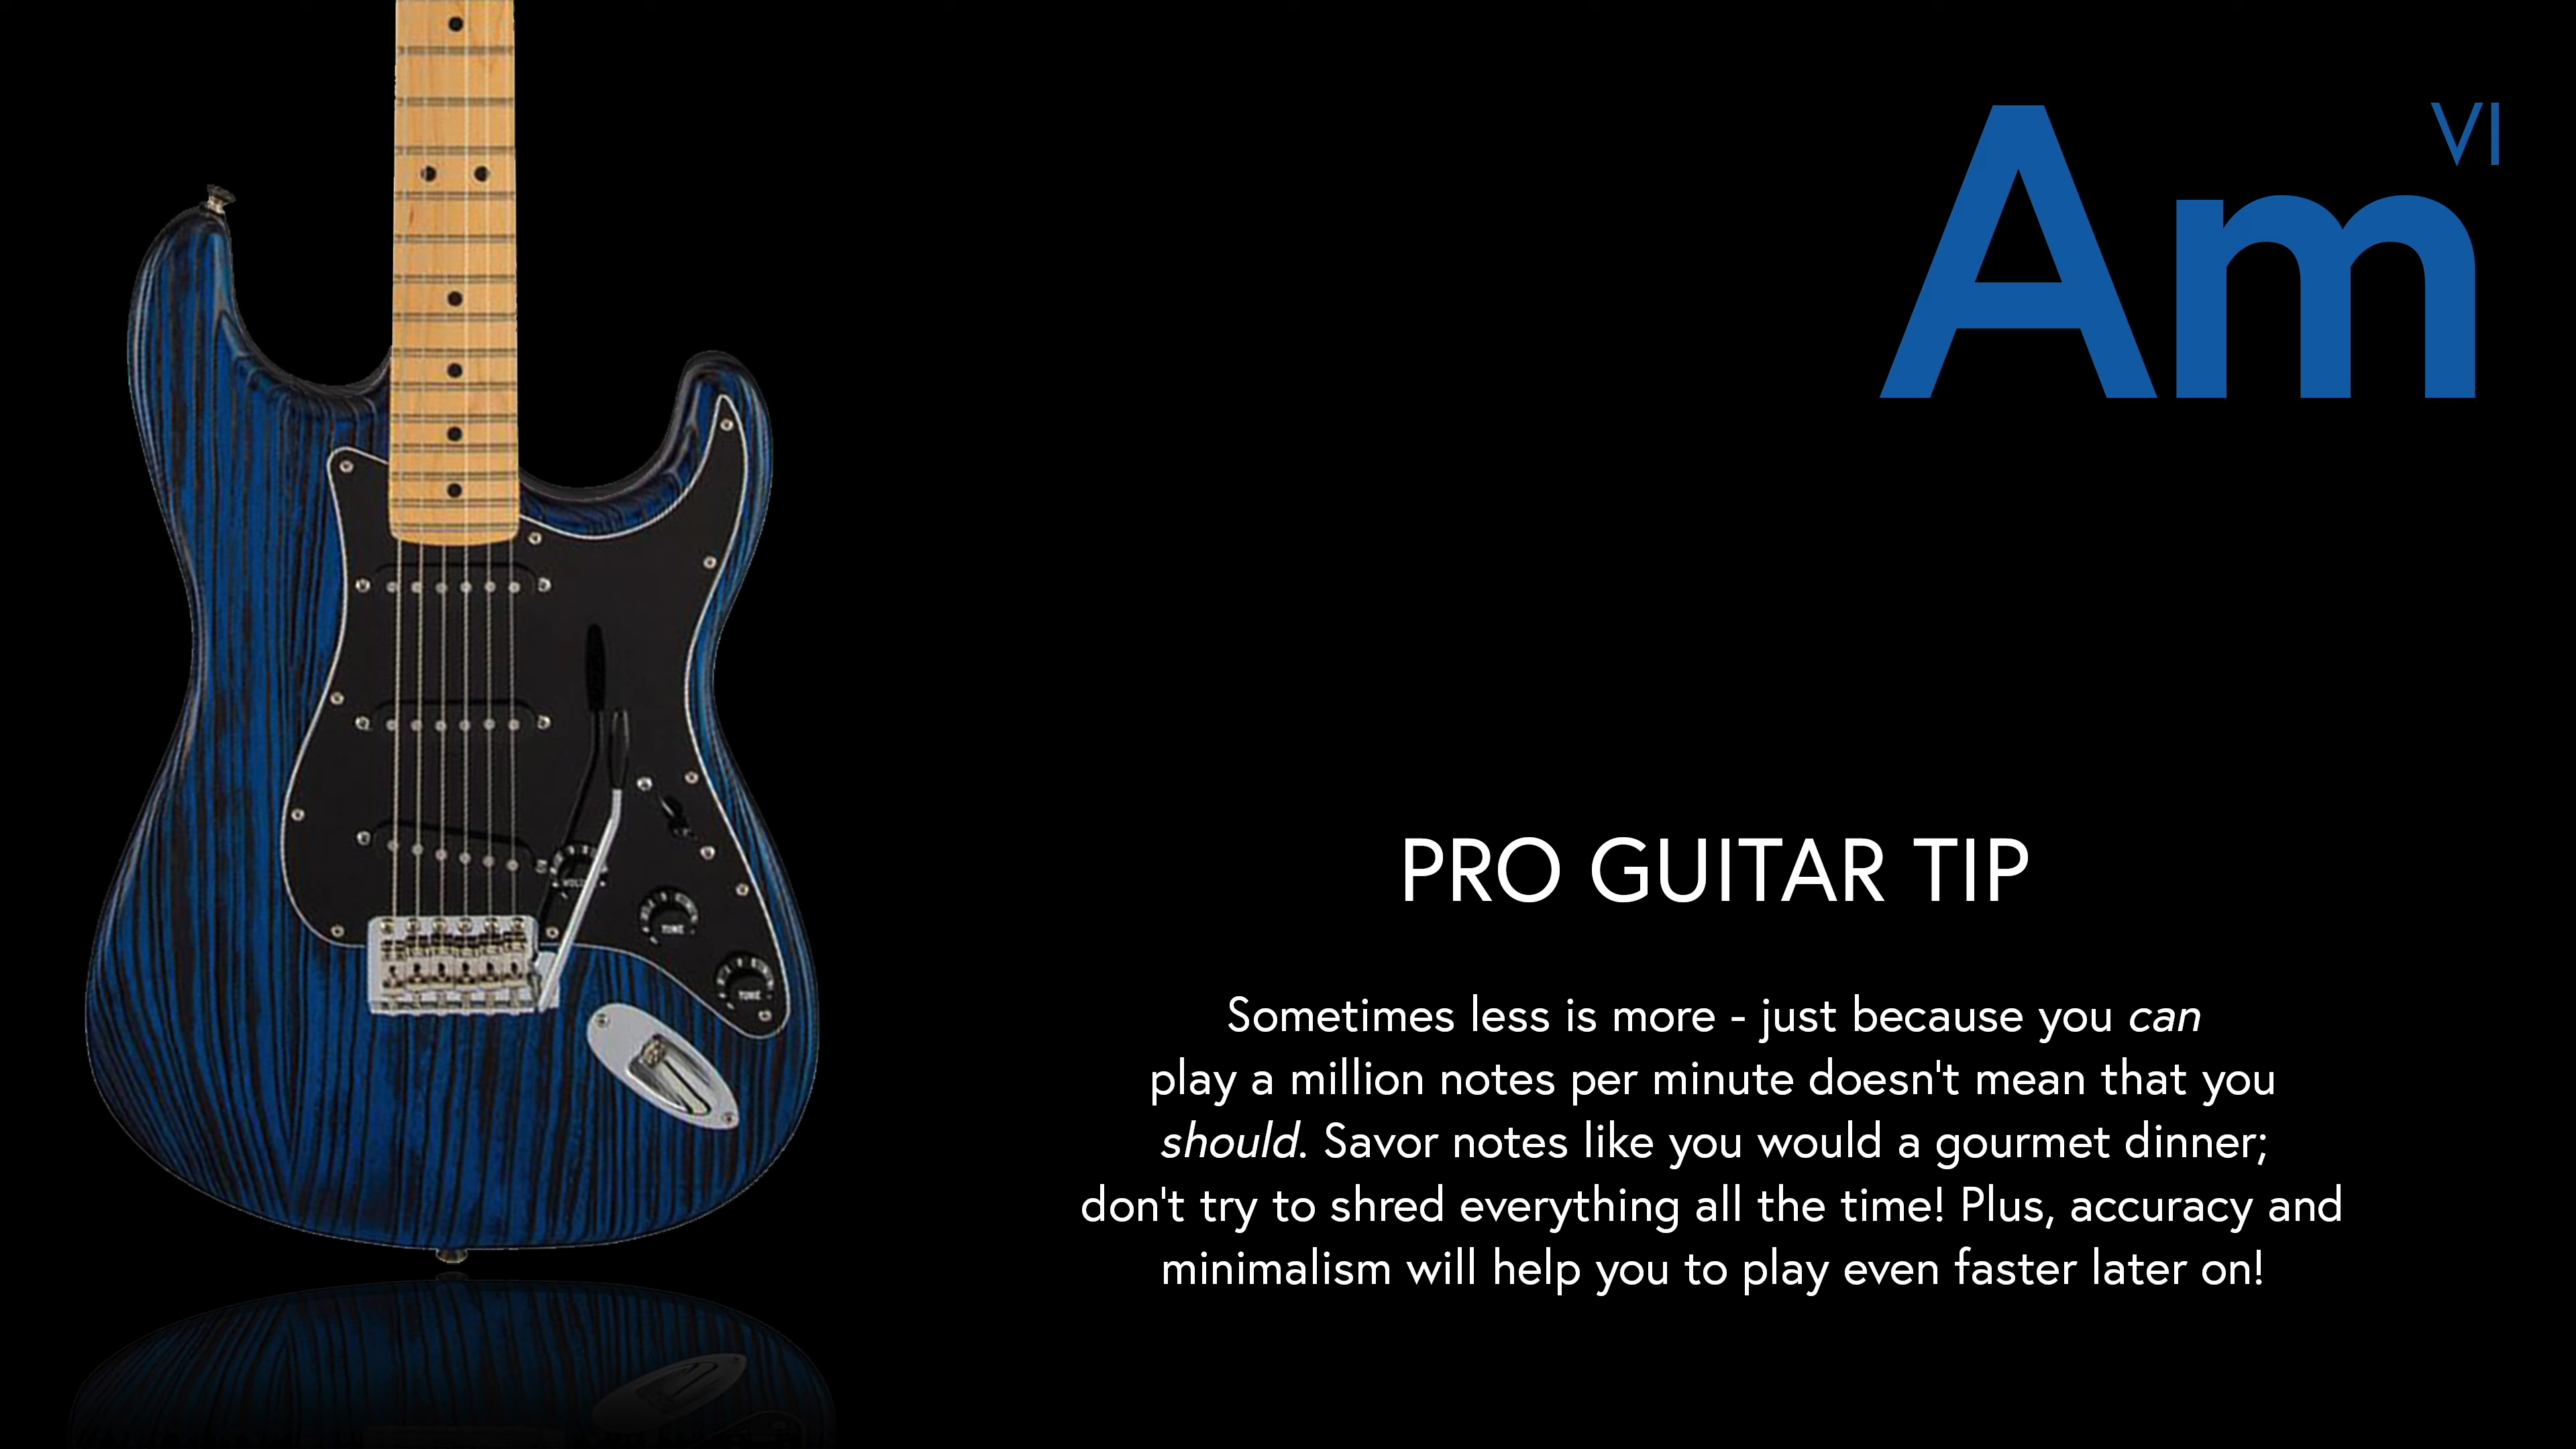 Am VI
PRO GUITAR TIP
Sometimes less is more - just because you can
play a million notes per minute doesn't mean that you
should. Savor notes like you would a gourmet dinner;
don't try to shred everything all the time! Plus, accuracy and
minimalism will help you to play even faster later on!
TONE
TONE